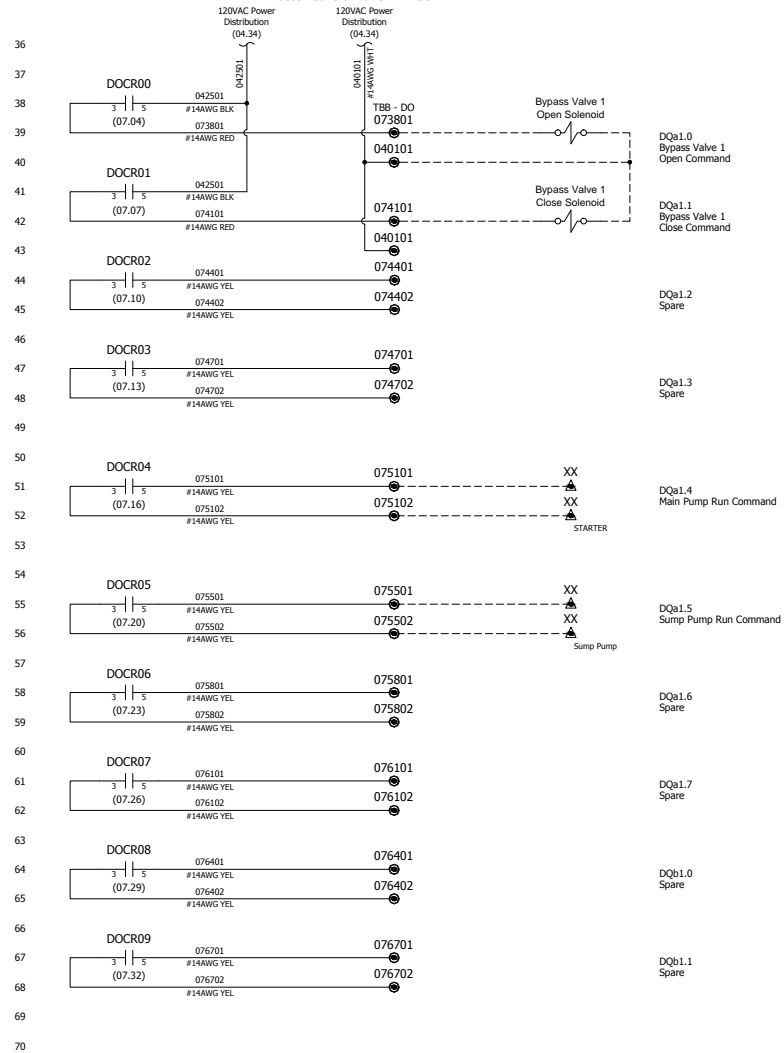 120VAC Power
Distribution
(04.34)
120VAC Power
Distribution
(04.34)
36
37
042501
040101
#14AWG WHT
DOCR00
38
3 5
042501
#14AWG BLK
(07.04)
TBB - DO
Bypass Valve 1
Open Solenoid
39
073801
#14AWG RED
073801
DQa1.0
Bypass Valve 1
Open Command
40
040101
DOCR01
41
3 5
042501
#14AWG BLK
(07.07)
Bypass Valve 1
Close Solenoid
42
074101
#14AWG RED
074101
DQa1.1
Bypass Valve 1
Close Command
43
040101
DOCR02
44
3 5
074401
#14AWG YEL
074401
(07.10)
45
074402
#14AWG YEL
074402
DQa1.2
Spare
46
DOCR03
47
3 5
074701
#14AWG YEL
074701
(07.13)
48
074702
#14AWG YEL
074702
DQa1.3
Spare
49
50
DOCR04
51
3 5
075101
#14AWG YEL
075101
XX
(07.16)
52
075102
#14AWG YEL
075102
XX
STARTER
DQa1.4
Main Pump Run Command
53
54
DOCR05
55
3 5
075501
#14AWG YEL
075501
XX
(07.20)
56
075502
#14AWG YEL
075502
XX
Sump Pump
DQa1.5
Sump Pump Run Command
57
DOCR06
58
3 5
075801
#14AWG YEL
075801
(07.23)
59
075802
#14AWG YEL
075802
DQa1.6
Spare
60
DOCR07
61
3 5
076101
#14AWG YEL
076101
(07.26)
62
076102
#14AWG YEL
076102
DQa1.7
Spare
63
DOCR08
64
3 5
076401
#14AWG YEL
076401
(07.29)
65
076402
#14AWG YEL
076402
DQb1.0
Spare
66
DOCR09
67
3 5
076701
#14AWG YEL
076701
(07.32)
68
076702
#14AWG YEL
076702
DQb1.1
Spare
69
70